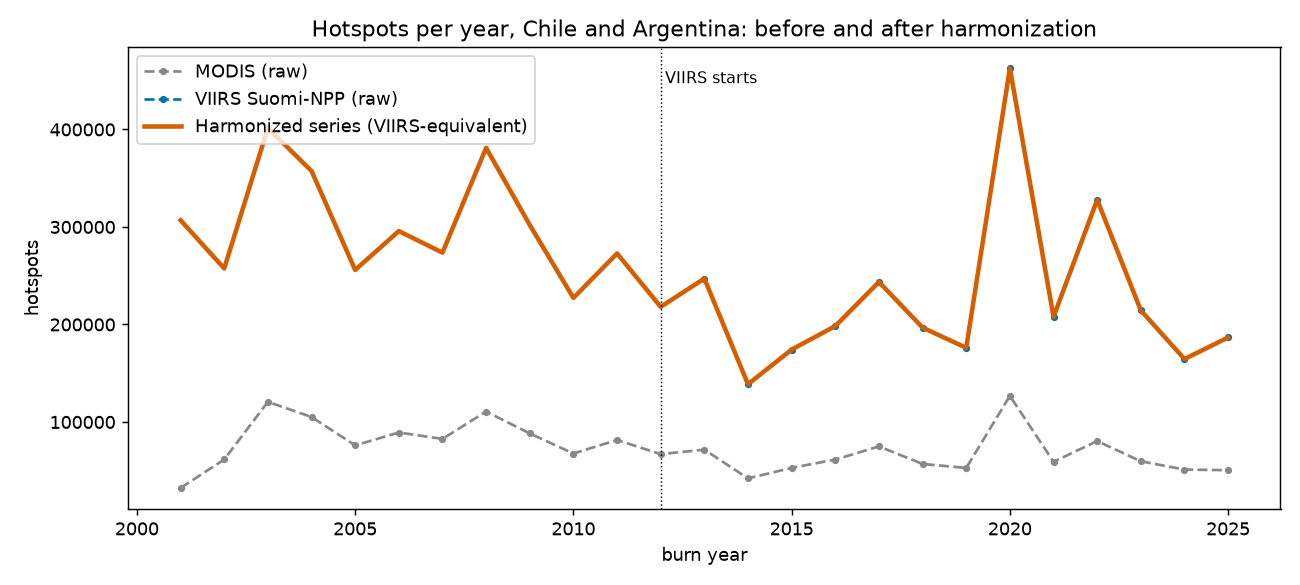 Hotspots per year, Chile and Argentina: before and after harmonization
MODIS (raw)
VIIRS Suomi-NPP (raw)
Harmonized series (VIIRS-equivalent)
VIIRS starts
hotspots
400000
300000
200000
100000
2000
2005
2010
2015
2020
2025
burn year